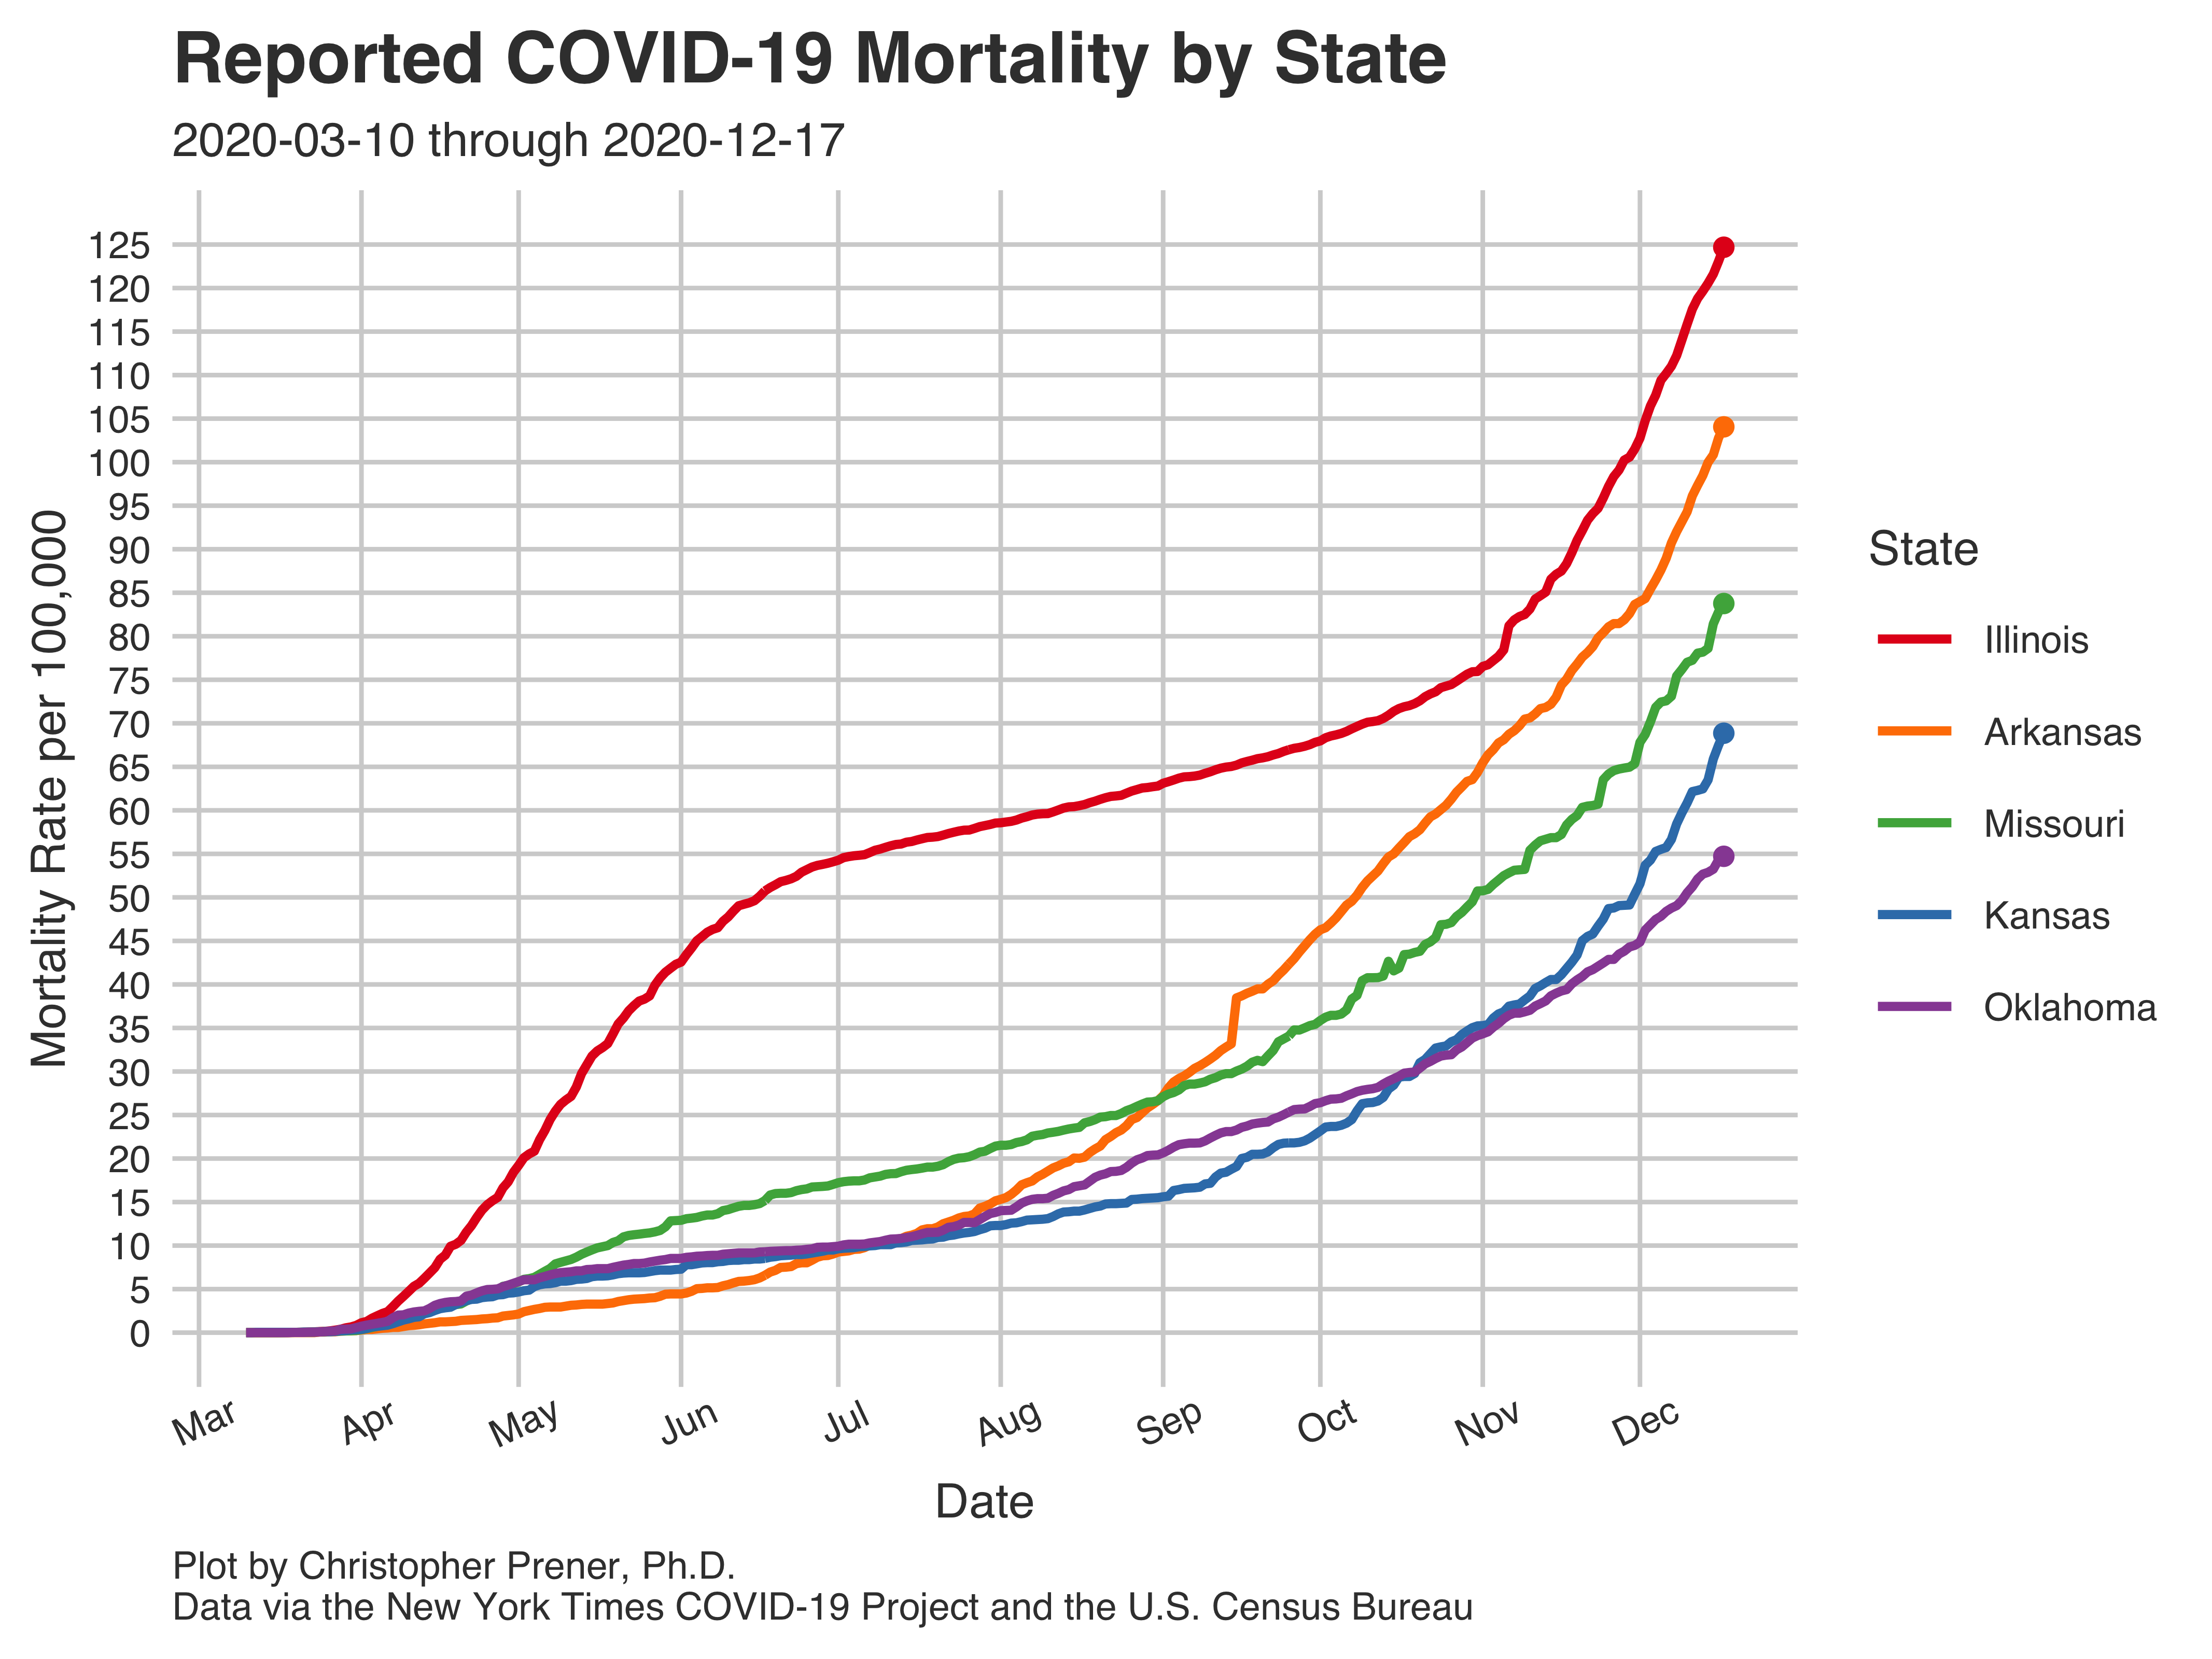 Reported COVID-19 Mortality by State
2020-03-10 through 2020-12-17
Mortality Rate per 100,000
125
120
115
110
105
100
95
90
85
80
75
70
65
60
55
50
45
40
35
30
25
20
15
10
5
0
Mar Apr May Jun Jul Aug Sep Oct Nov Dec
Date
State
Illinois
Arkansas
Missouri
Kansas
Oklahoma
Plot by Christopher Prener, Ph.D.
Data via the New York Times COVID-19 Project and the U.S. Census Bureau